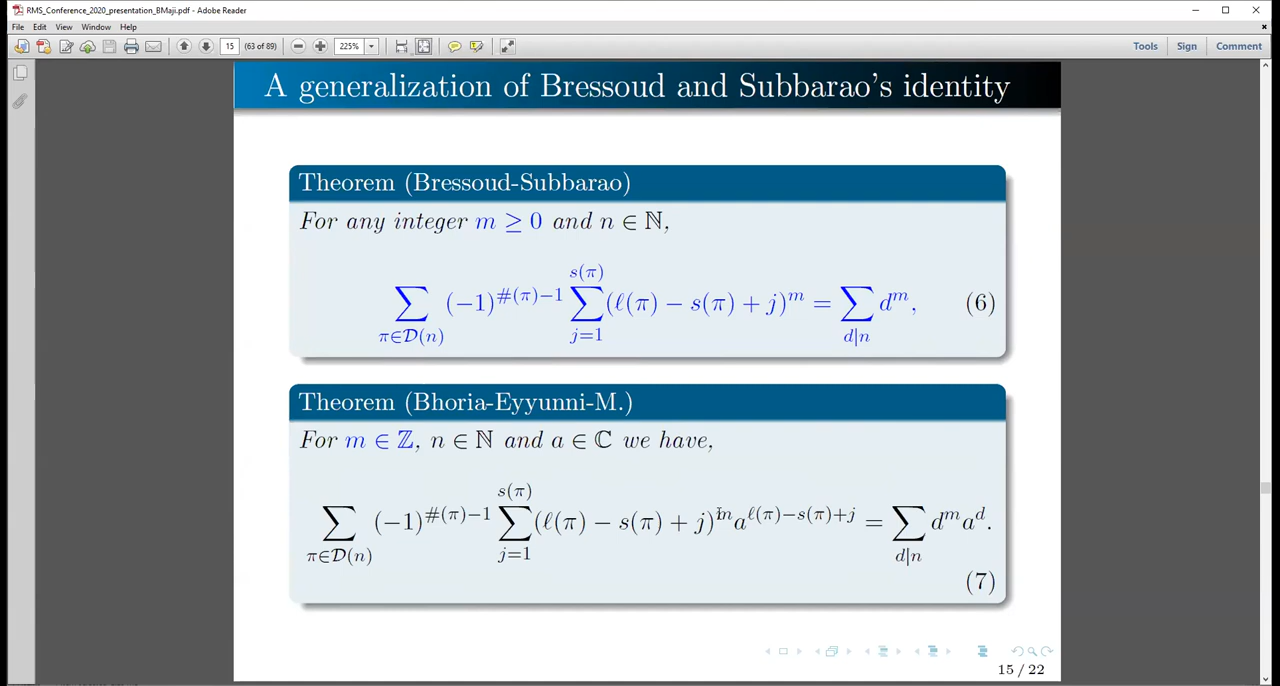 RMS_Conference_2020_presentation_BMaji.pdf - Adobe Reader
File Edit View Window Help
15 (63 of 89) 225% Tools Sign Comment
A generalization of Bressoud and Subbarao's identity
Theorem (Bressoud-Subbarao)
For any integer m ≥ 0 and n ∈ ℕ,
∑_{π∈𝒟(n)} (−1)^{#(π)−1} ∑_{j=1}^{s(π)} (ℓ(π) − s(π) + j)^m = ∑_{d|n} d^m, (6)
Theorem (Bhoria-Eyyunni-M.)
For m ∈ ℤ, n ∈ ℕ and a ∈ ℂ we have,
∑_{π∈𝒟(n)} (−1)^{#(π)−1} ∑_{j=1}^{s(π)} (ℓ(π) − s(π) + j)^m a^{ℓ(π)−s(π)+j} = ∑_{d|n} d^m a^d.
(7)
15 / 22